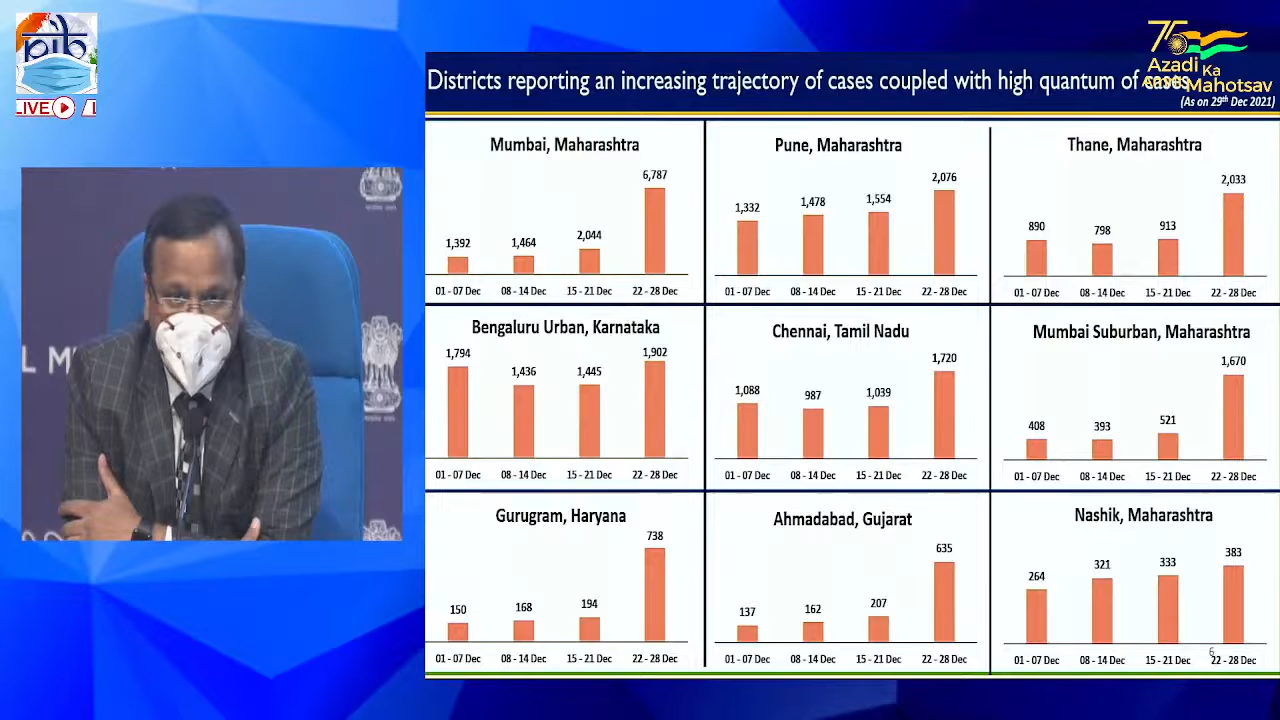 pib
LIVE
75
Azadi
Ka
Mahotsav
Districts reporting an increasing trajectory of cases coupled with high quantum of cases
(As on 29th Dec 2021)
Mumbai, Maharashtra
1,392
1,464
2,044
6,787
01 - 07 Dec
08 - 14 Dec
15 - 21 Dec
22 - 28 Dec
Pune, Maharashtra
1,332
1,478
1,554
2,076
01 - 07 Dec
08 - 14 Dec
15 - 21 Dec
22 - 28 Dec
Thane, Maharashtra
890
798
913
2,033
01 - 07 Dec
08 - 14 Dec
15 - 21 Dec
22 - 28 Dec
Bengaluru Urban, Karnataka
1,794
1,436
1,445
1,902
01 - 07 Dec
08 - 14 Dec
15 - 21 Dec
22 - 28 Dec
Chennai, Tamil Nadu
1,088
987
1,039
1,720
01 - 07 Dec
08 - 14 Dec
15 - 21 Dec
22 - 28 Dec
Mumbai Suburban, Maharashtra
408
393
521
1,670
01 - 07 Dec
08 - 14 Dec
15 - 21 Dec
22 - 28 Dec
Gurugram, Haryana
150
168
194
738
01 - 07 Dec
08 - 14 Dec
15 - 21 Dec
22 - 28 Dec
Ahmadabad, Gujarat
137
162
207
635
01 - 07 Dec
08 - 14 Dec
15 - 21 Dec
22 - 28 Dec
Nashik, Maharashtra
264
321
333
383
01 - 07 Dec
08 - 14 Dec
15 - 21 Dec
22 - 28 Dec
6